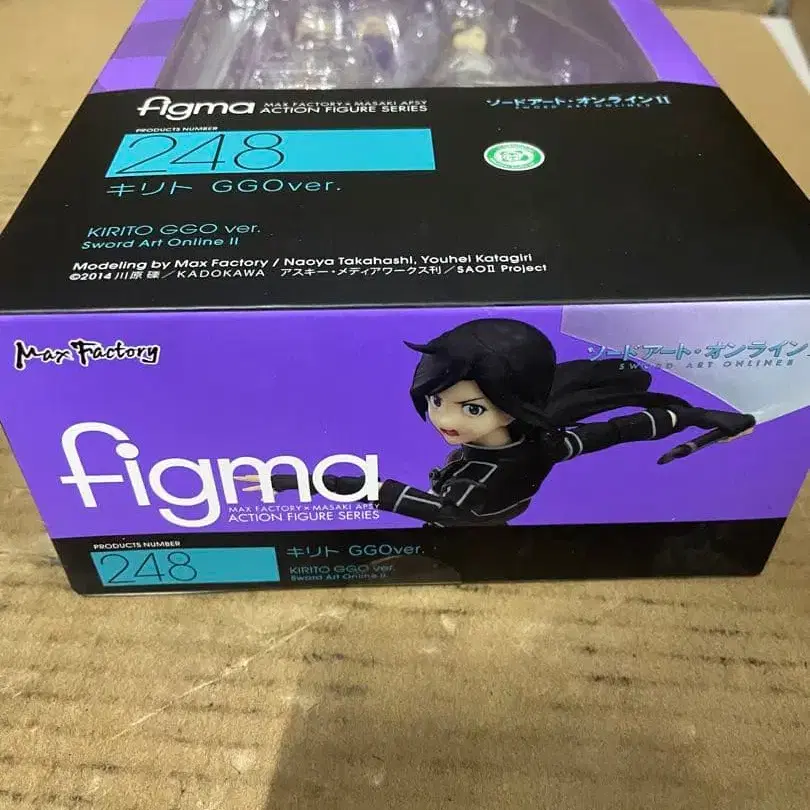 figma MAX FACTORY × MASAKI APSY
ACTION FIGURE SERIES
ソードアート・オンラインII
SWORD ART ONLINE II
PRODUCTS NUMBER
248
キリト GGOver.
KIRITO GGO ver.
Sword Art Online II
Modeling by Max Factory / Naoya Takahashi, Youhei Katagiri
©2014 川原 礫／KADOKAWA アスキー・メディアワークス刊／SAOII Project
Max Factory
ソードアート・オンライン
SWORD ART ONLINE II
figma
MAX FACTORY × MASAKI APSY
ACTION FIGURE SERIES
PRODUCTS NUMBER
248
キリト GGOver.
KIRITO GGO ver.
Sword Art Online II